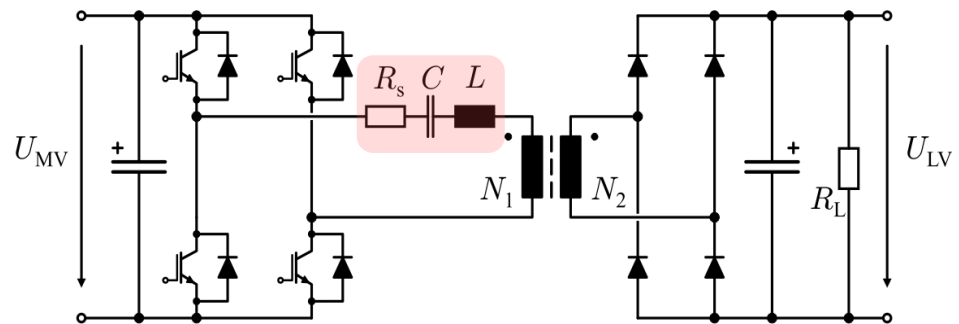 R_s C L
+
U_MV
N_1 N_2
+
R_L
U_LV